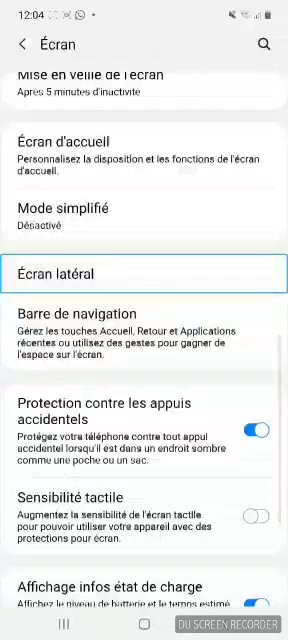 12:04
Écran
Mise en veille de l'écran
Après 5 minutes d'inactivité
Écran d'accueil
Personnalisez la disposition et les fonctions de l'écran
d'accueil.
Mode simplifié
Désactivé
Écran latéral
Barre de navigation
Gérez les touches Accueil, Retour et Applications
récentes ou utilisez des gestes pour gagner de
l'espace sur l'écran.
Protection contre les appuis
accidentels
Protégez votre téléphone contre tout appui
accidentel lorsqu'il est dans un endroit sombre
comme une poche ou un sac.
Sensibilité tactile
Augmentez la sensibilité de l'écran tactile
pour pouvoir utiliser votre appareil avec des
protections pour écran.
Affichage infos état de charge
Affichez le niveau de batterie et le temps estimé
DU SCREEN RECORDER